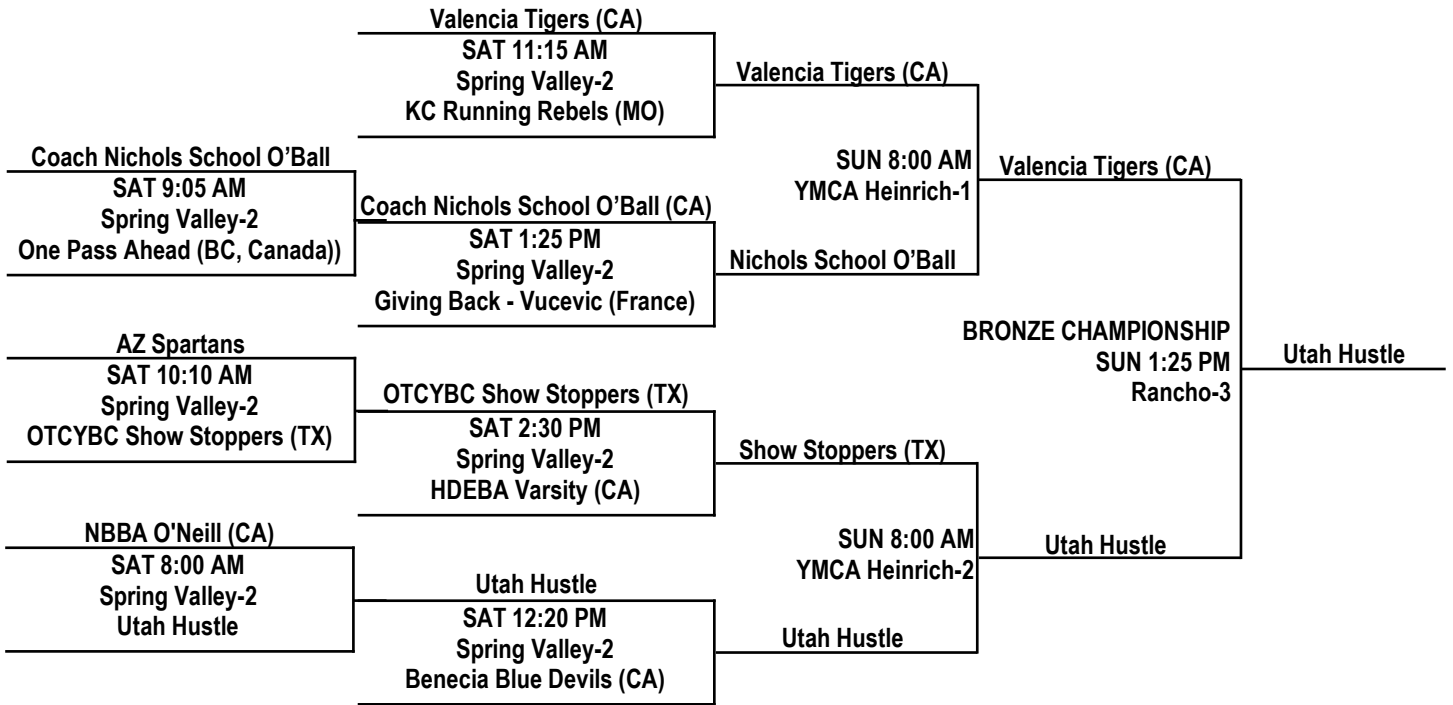 Valencia Tigers (CA)
SAT 11:15 AM
Spring Valley-2
KC Running Rebels (MO)
Valencia Tigers (CA)
Coach Nichols School O’Ball
SAT 9:05 AM
Spring Valley-2
One Pass Ahead (BC, Canada))
Coach Nichols School O’Ball (CA)
SAT 1:25 PM
Spring Valley-2
Giving Back - Vucevic (France)
SUN 8:00 AM
YMCA Heinrich-1
Valencia Tigers (CA)
Nichols School O’Ball
AZ Spartans
SAT 10:10 AM
Spring Valley-2
OTCYBC Show Stoppers (TX)
OTCYBC Show Stoppers (TX)
SAT 2:30 PM
Spring Valley-2
HDEBA Varsity (CA)
BRONZE CHAMPIONSHIP
SUN 1:25 PM
Rancho-3
Utah Hustle
Show Stoppers (TX)
NBBA O'Neill (CA)
SAT 8:00 AM
Spring Valley-2
Utah Hustle
Utah Hustle
SAT 12:20 PM
Spring Valley-2
Benecia Blue Devils (CA)
SUN 8:00 AM
YMCA Heinrich-2
Utah Hustle
Utah Hustle